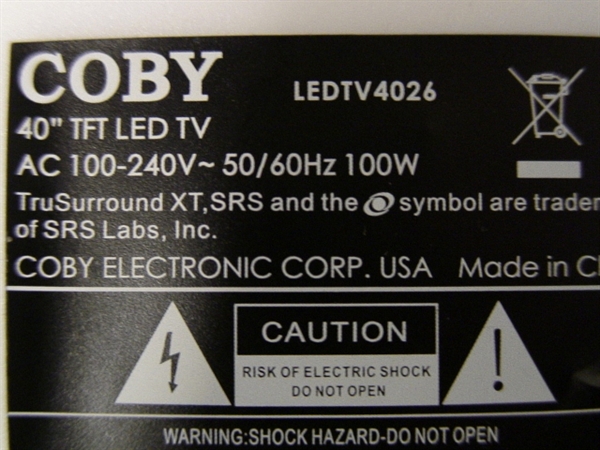 COBY
LEDTV4026
40" TFT LED TV
AC 100-240V~ 50/60Hz 100W
TruSurround XT,SRS and the symbol are
of SRS Labs, Inc.
COBY ELECTRONIC CORP. USA Made in
CAUTION
RISK OF ELECTRIC SHOCK
DO NOT OPEN
!
WARNING:SHOCK HAZARD-DO NOT OPEN